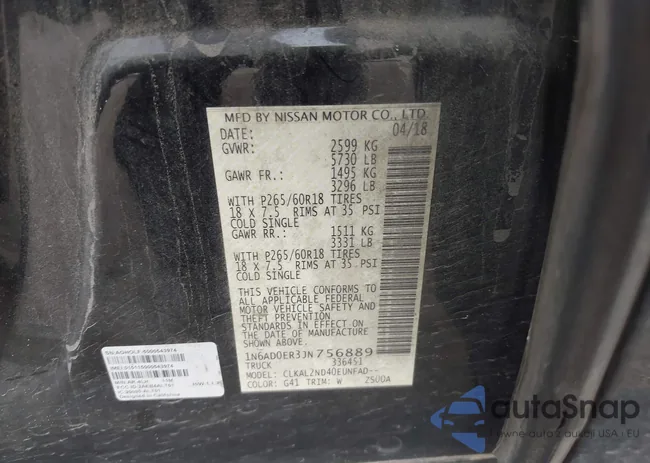 MFD BY NISSAN MOTOR CO., LTD.
DATE: 04/18
GVWR: 2599 KG
5730 LB
GAWR FR.: 1495 KG
3296 LB
WITH P265/60R18 TIRES
18 X 7.5 RIMS AT 35 PSI
COLD SINGLE
GAWR RR.: 1511 KG
3331 LB
WITH P265/60R18 TIRES
18 X 7.5 RIMS AT 35 PSI
COLD SINGLE
THIS VEHICLE CONFORMS TO
ALL APPLICABLE FEDERAL
MOTOR VEHICLE SAFETY AND
THEFT PREVENTION
STANDARDS IN EFFECT ON
THE DATE OF MANUFACTURE
SHOWN ABOVE.
1N6AD0ER3JN756889
TRUCK 3364S1
MODEL: CLKALZND40EUNFAD--
COLOR: G41 TRIM: W 2500A
autoSnap